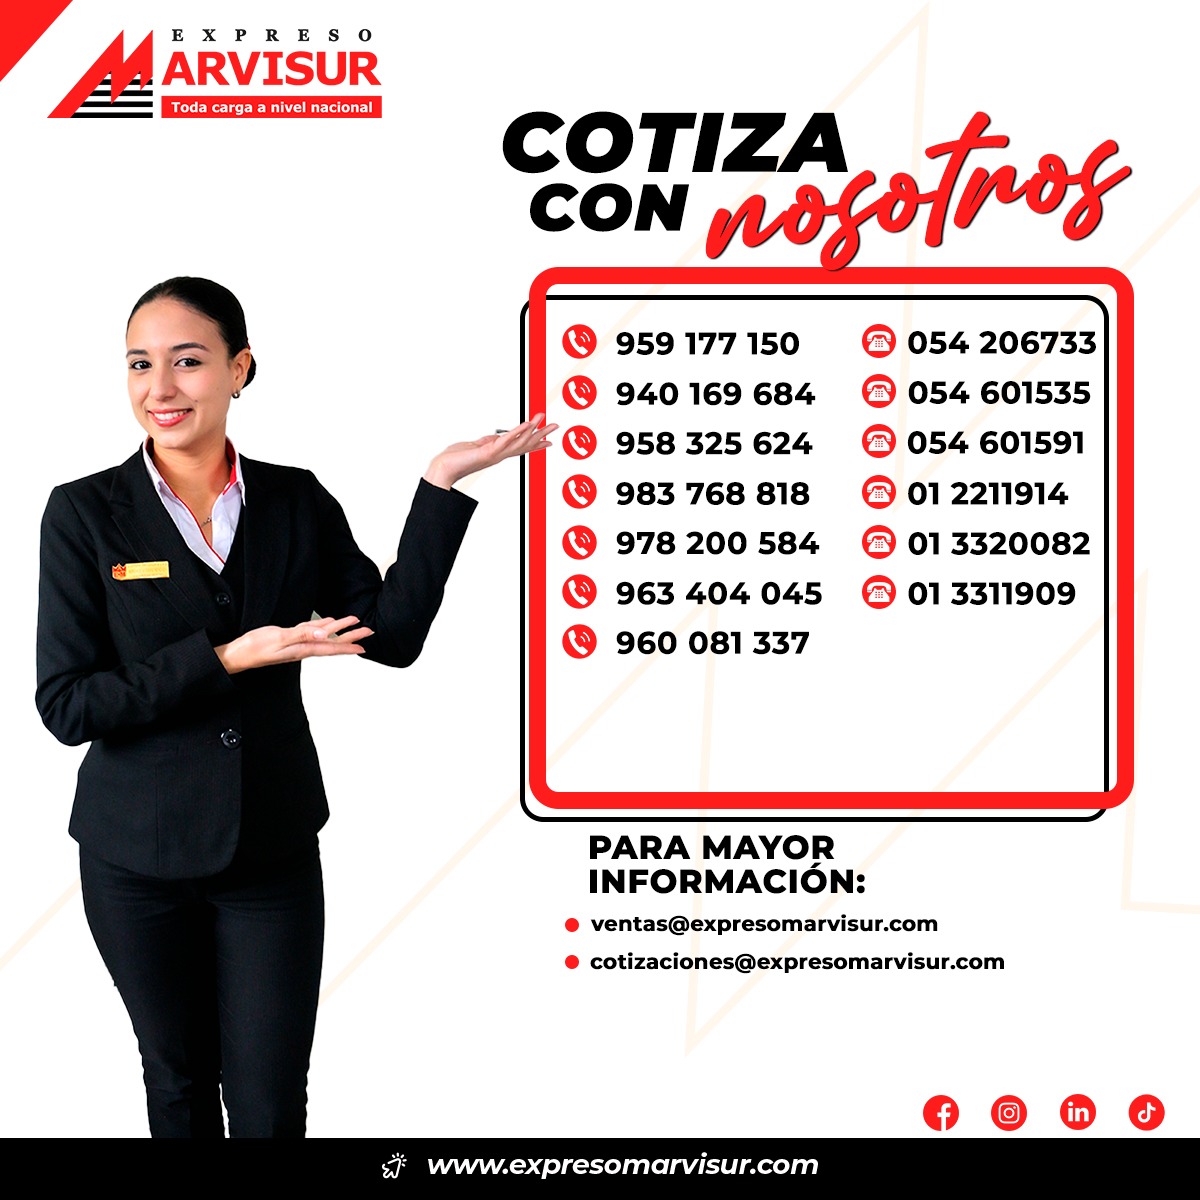 EXPRESO
MARVISUR
Toda carga a nivel nacional
COTIZA
CON nosotros
959 177 150
940 169 684
958 325 624
983 768 818
978 200 584
963 404 045
960 081 337
054 206733
054 601535
054 601591
01 2211914
01 3320082
01 3311909
PARA MAYOR
INFORMACIÓN:
ventas@expresomarvisur.com
cotizaciones@expresomarvisur.com
www.expresomarvisur.com